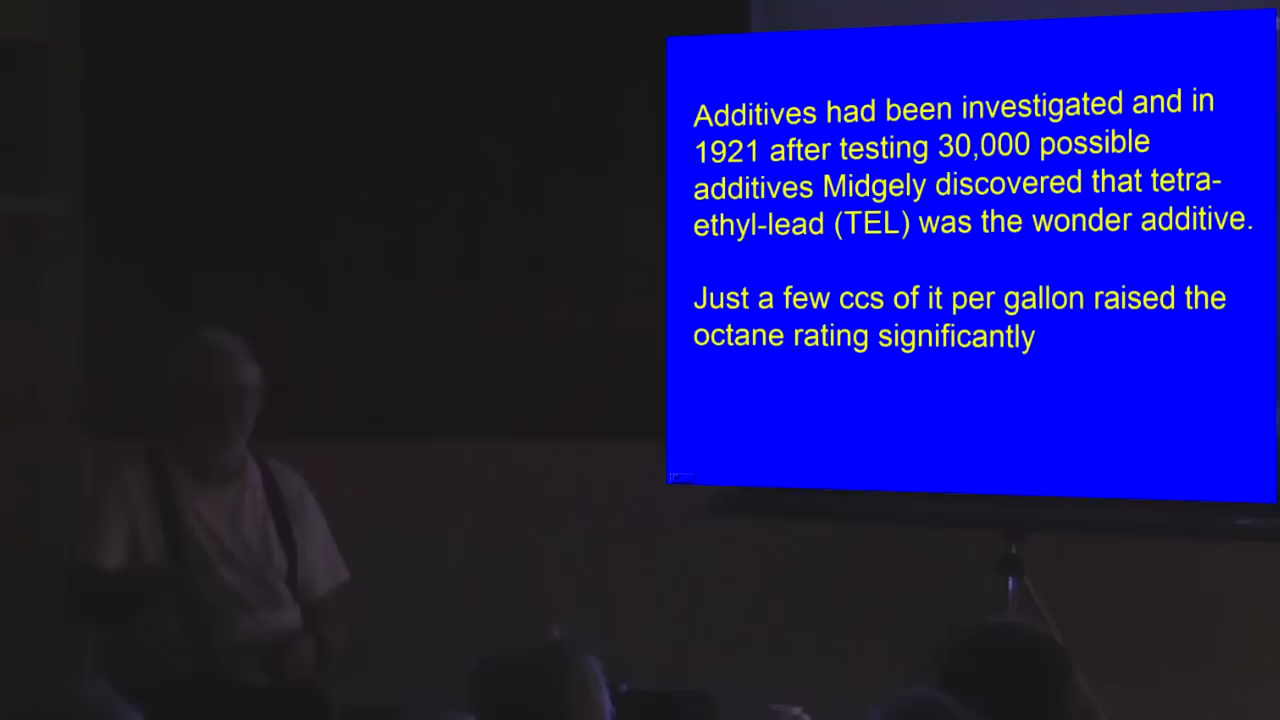 Additives had been investigated and in
1921 after testing 30,000 possible
additives Midgely discovered that tetra-
ethyl-lead (TEL) was the wonder additive.
Just a few ccs of it per gallon raised the
octane rating significantly